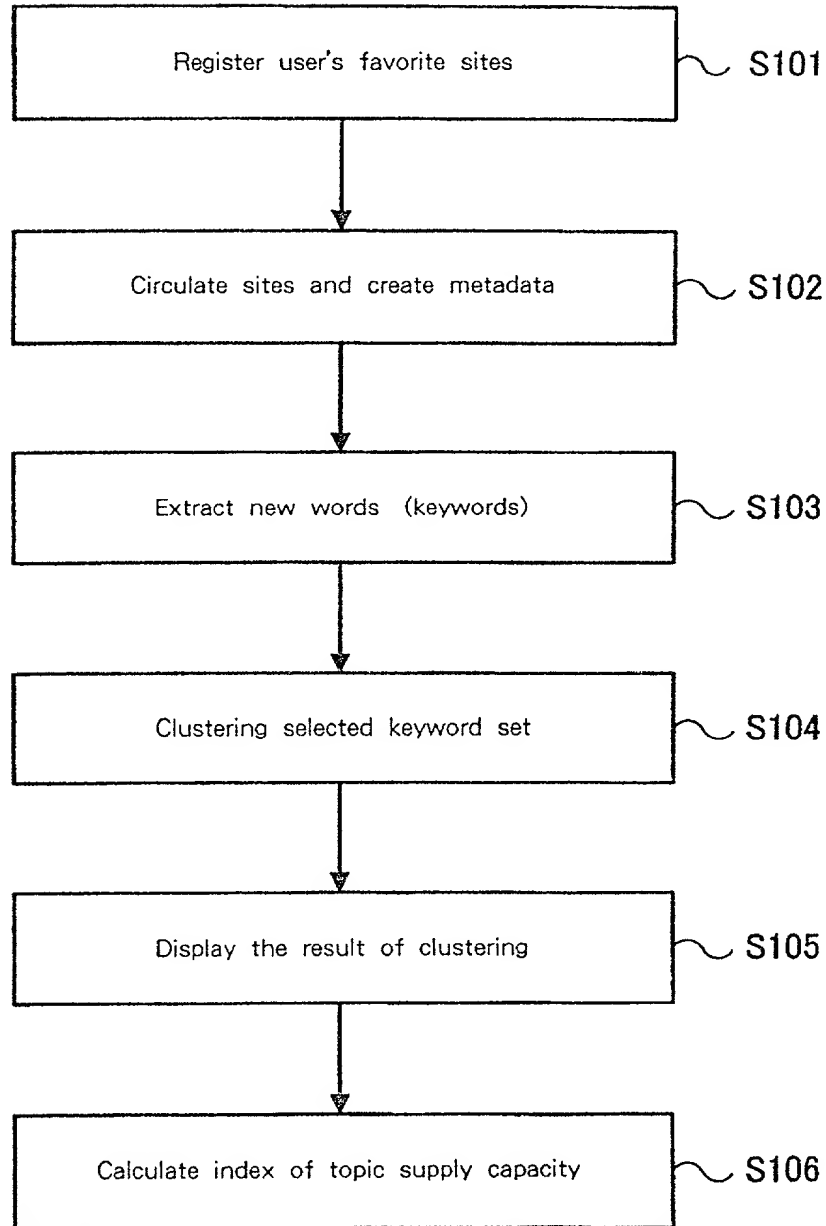 Register user's favorite sites S101
Circulate sites and create metadata S102
Extract new words (keywords) S103
Clustering selected keyword set S104
Display the result of clustering S105
Calculate index of topic supply capacity S106